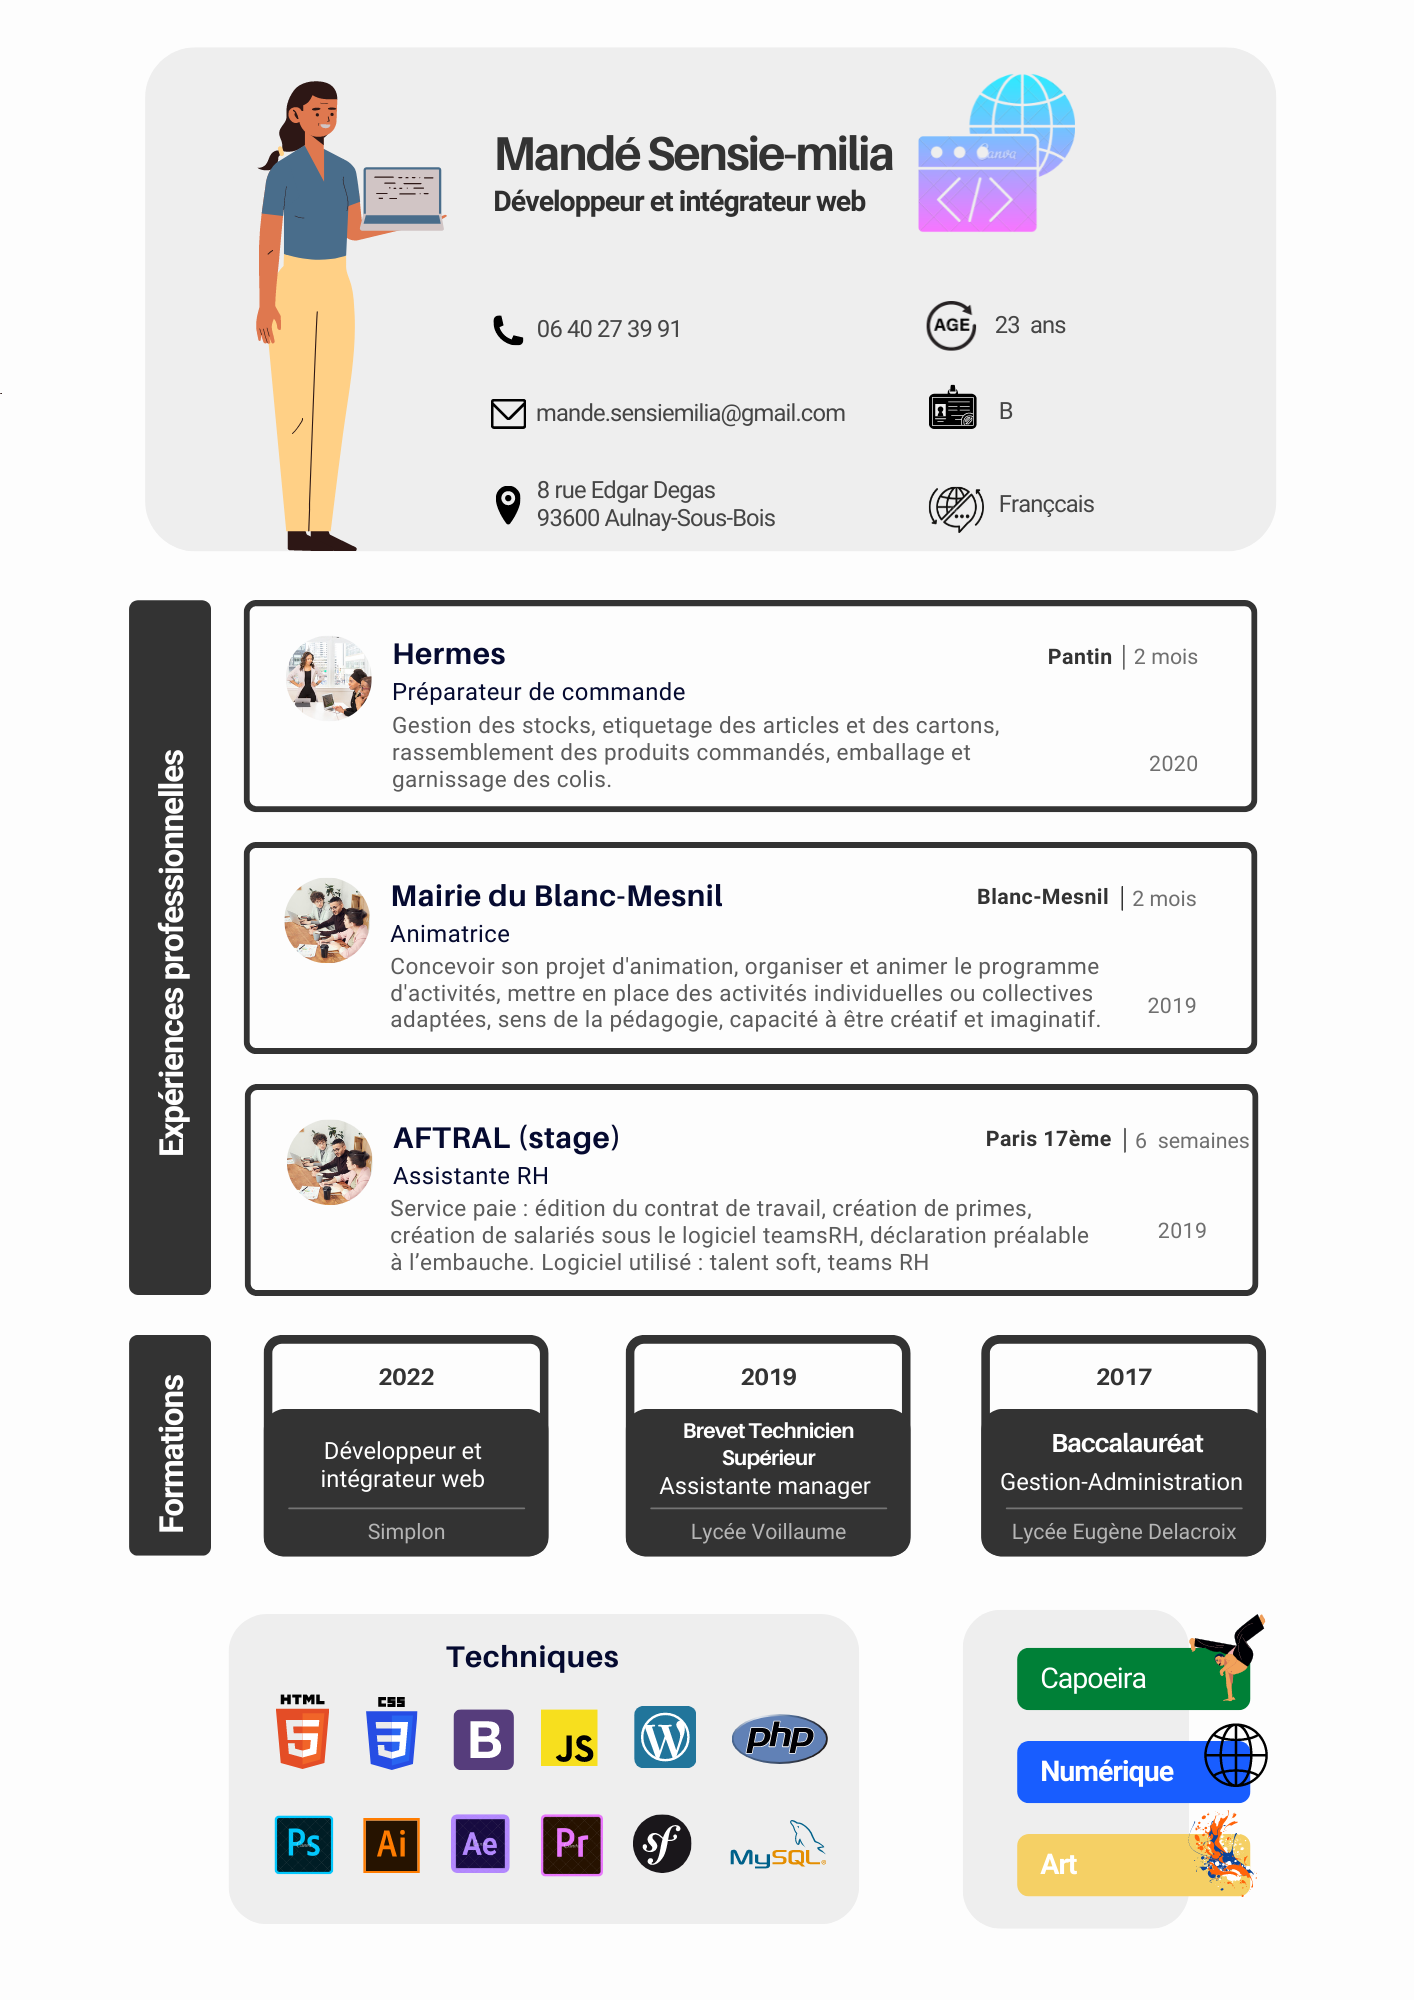 Mandé Sensie-milia
Développeur et intégrateur web
Canva
06 40 27 39 91
AGE
23 ans
mande.sensiemilia@gmail.com
B
8 rue Edgar Degas
93600 Aulnay-Sous-Bois
Françcais
Expériences professionnelles
Hermes
Pantin | 2 mois
Préparateur de commande
Gestion des stocks, etiquetage des articles et des cartons,
rassemblement des produits commandés, emballage et
garnissage des colis.
2020
Mairie du Blanc-Mesnil
Blanc-Mesnil | 2 mois
Animatrice
Concevoir son projet d'animation, organiser et animer le programme
d'activités, mettre en place des activités individuelles ou collectives
adaptées, sens de la pédagogie, capacité à être créatif et imaginatif.
2019
AFTRAL (stage)
Paris 17ème | 6 semaines
Assistante RH
Service paie : édition du contrat de travail, création de primes,
création de salariés sous le logiciel teamsRH, déclaration préalable
à l’embauche. Logiciel utilisé : talent soft, teams RH
2019
Formations
2022
Développeur et
intégrateur web
Simplon
2019
Brevet Technicien
Supérieur
Assistante manager
Lycée Voillaume
2017
Baccalauréat
Gestion-Administration
Lycée Eugène Delacroix
Techniques
HTML
5
CSS
3
B
JS
W
php
Ps
Ai
Ae
Pr
sf
MySQL
Capoeira
Numérique
Art